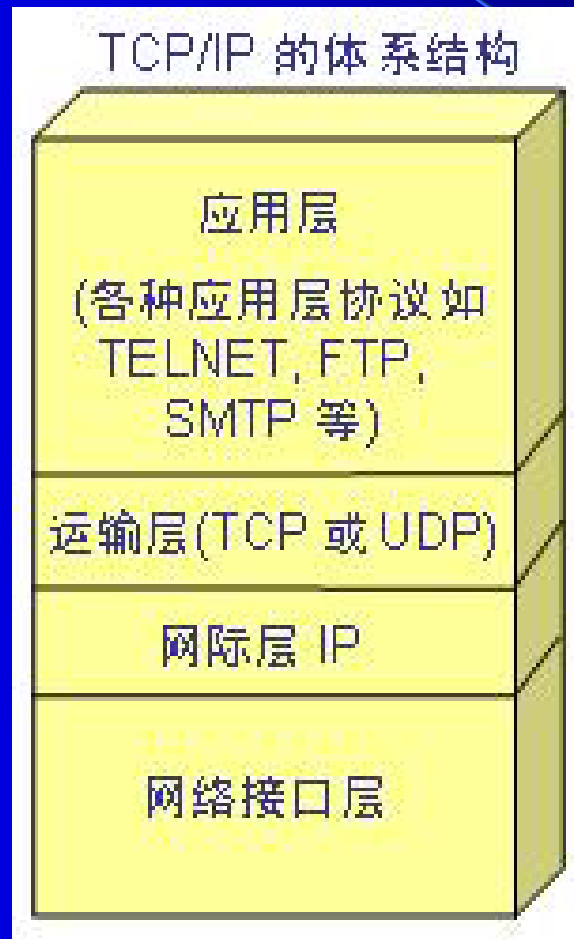 TCP/IP 的体系结构
应用层
(各种应用层协议如
TELNET, FTP,
SMTP 等)
运输层(TCP 或 UDP)
网际层 IP
网络接口层